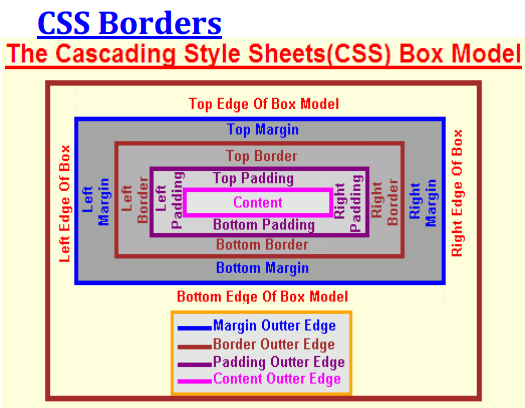 CSS Borders
The Cascading Style Sheets(CSS) Box Model
Top Edge Of Box Model
Top Margin
Top Border
Top Padding
Left Edge Of Box
Left Margin
Left Border
Left Padding
Content
Right Padding
Right Border
Right Margin
Right Edge Of Box
Bottom Padding
Bottom Border
Bottom Margin
Bottom Edge Of Box Model
Margin Outter Edge
Border Outter Edge
Padding Outter Edge
Content Outter Edge